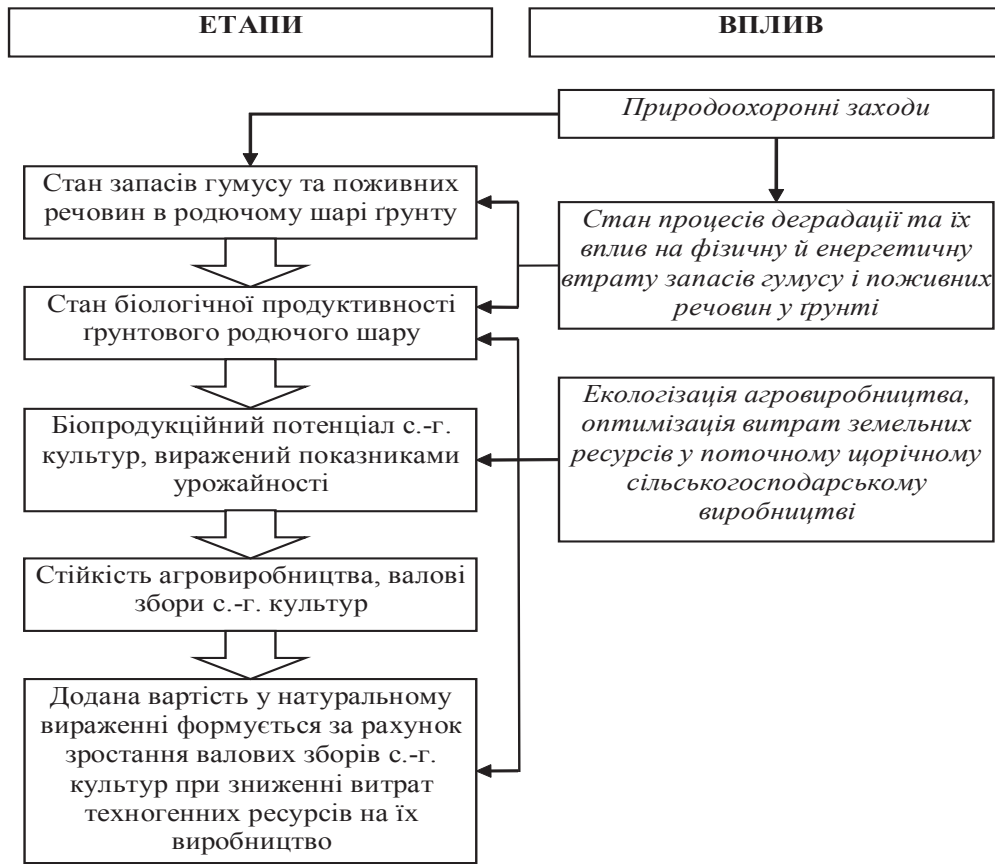 ЕТАПИ
ВПЛИВ
Природоохоронні заходи
Стан запасів гумусу та поживних
речовин в родючому шарі ґрунту
Стан процесів деградації та їх
вплив на фізичну й енергетичну
втрату запасів гумусу і поживних
речовин у ґрунті
Стан біологічної продуктивності
ґрунтового родючого шару
Екологізація агровиробництва,
оптимізація витрат земельних
ресурсів у поточному щорічному
сільськогосподарському
виробництві
Біопродукційний потенціал с.-г.
культур, виражений показниками
урожайності
Стійкість агровиробництва, валові
збори с.-г. культур
Додана вартість у натуральному
вираженні формується за рахунок
зростання валових зборів с.-г.
культур при зниженні витрат
техногенних ресурсів на їх
виробництво